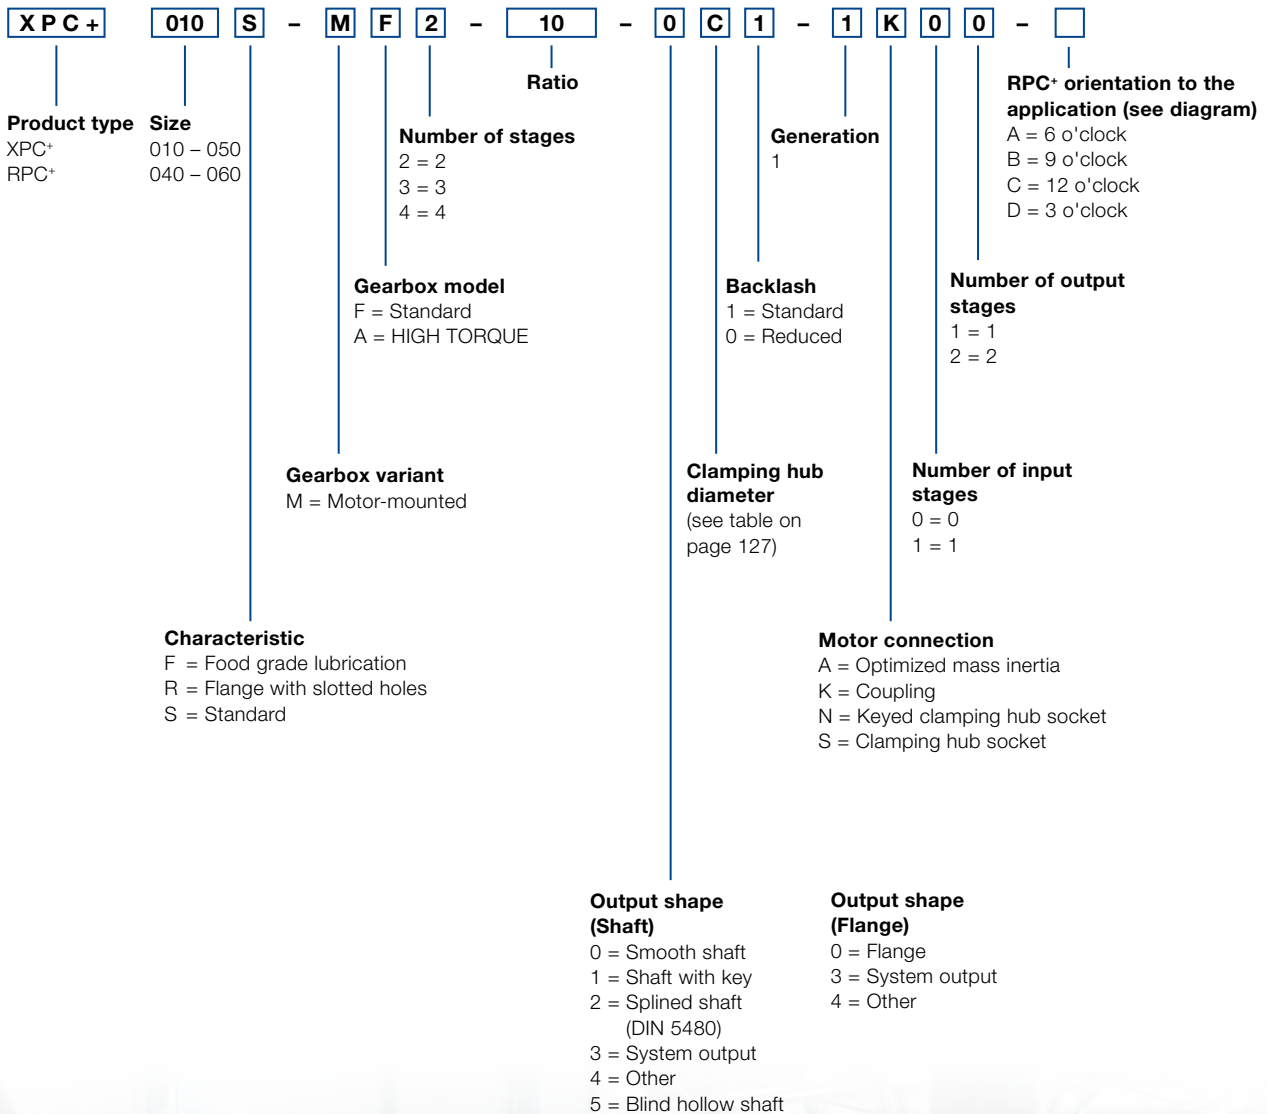 XPC+ 010 S – M F 2 – 10 – 0 C 1 – 1 K 0 0 –
Product type
XPC+
RPC+
Size
010 – 050
040 – 060
Ratio
Number of stages
2 = 2
3 = 3
4 = 4
Generation
1
RPC+ orientation to the
application (see diagram)
A = 6 o'clock
B = 9 o'clock
C = 12 o'clock
D = 3 o'clock
Gearbox model
F = Standard
A = HIGH TORQUE
Backlash
1 = Standard
0 = Reduced
Number of output
stages
1 = 1
2 = 2
Gearbox variant
M = Motor-mounted
Clamping hub
diameter
(see table on
page 127)
Number of input
stages
0 = 0
1 = 1
Characteristic
F = Food grade lubrication
R = Flange with slotted holes
S = Standard
Motor connection
A = Optimized mass inertia
K = Coupling
N = Keyed clamping hub socket
S = Clamping hub socket
Output shape
(Shaft)
0 = Smooth shaft
1 = Shaft with key
2 = Splined shaft
(DIN 5480)
3 = System output
4 = Other
5 = Blind hollow shaft
Output shape
(Flange)
0 = Flange
3 = System output
4 = Other